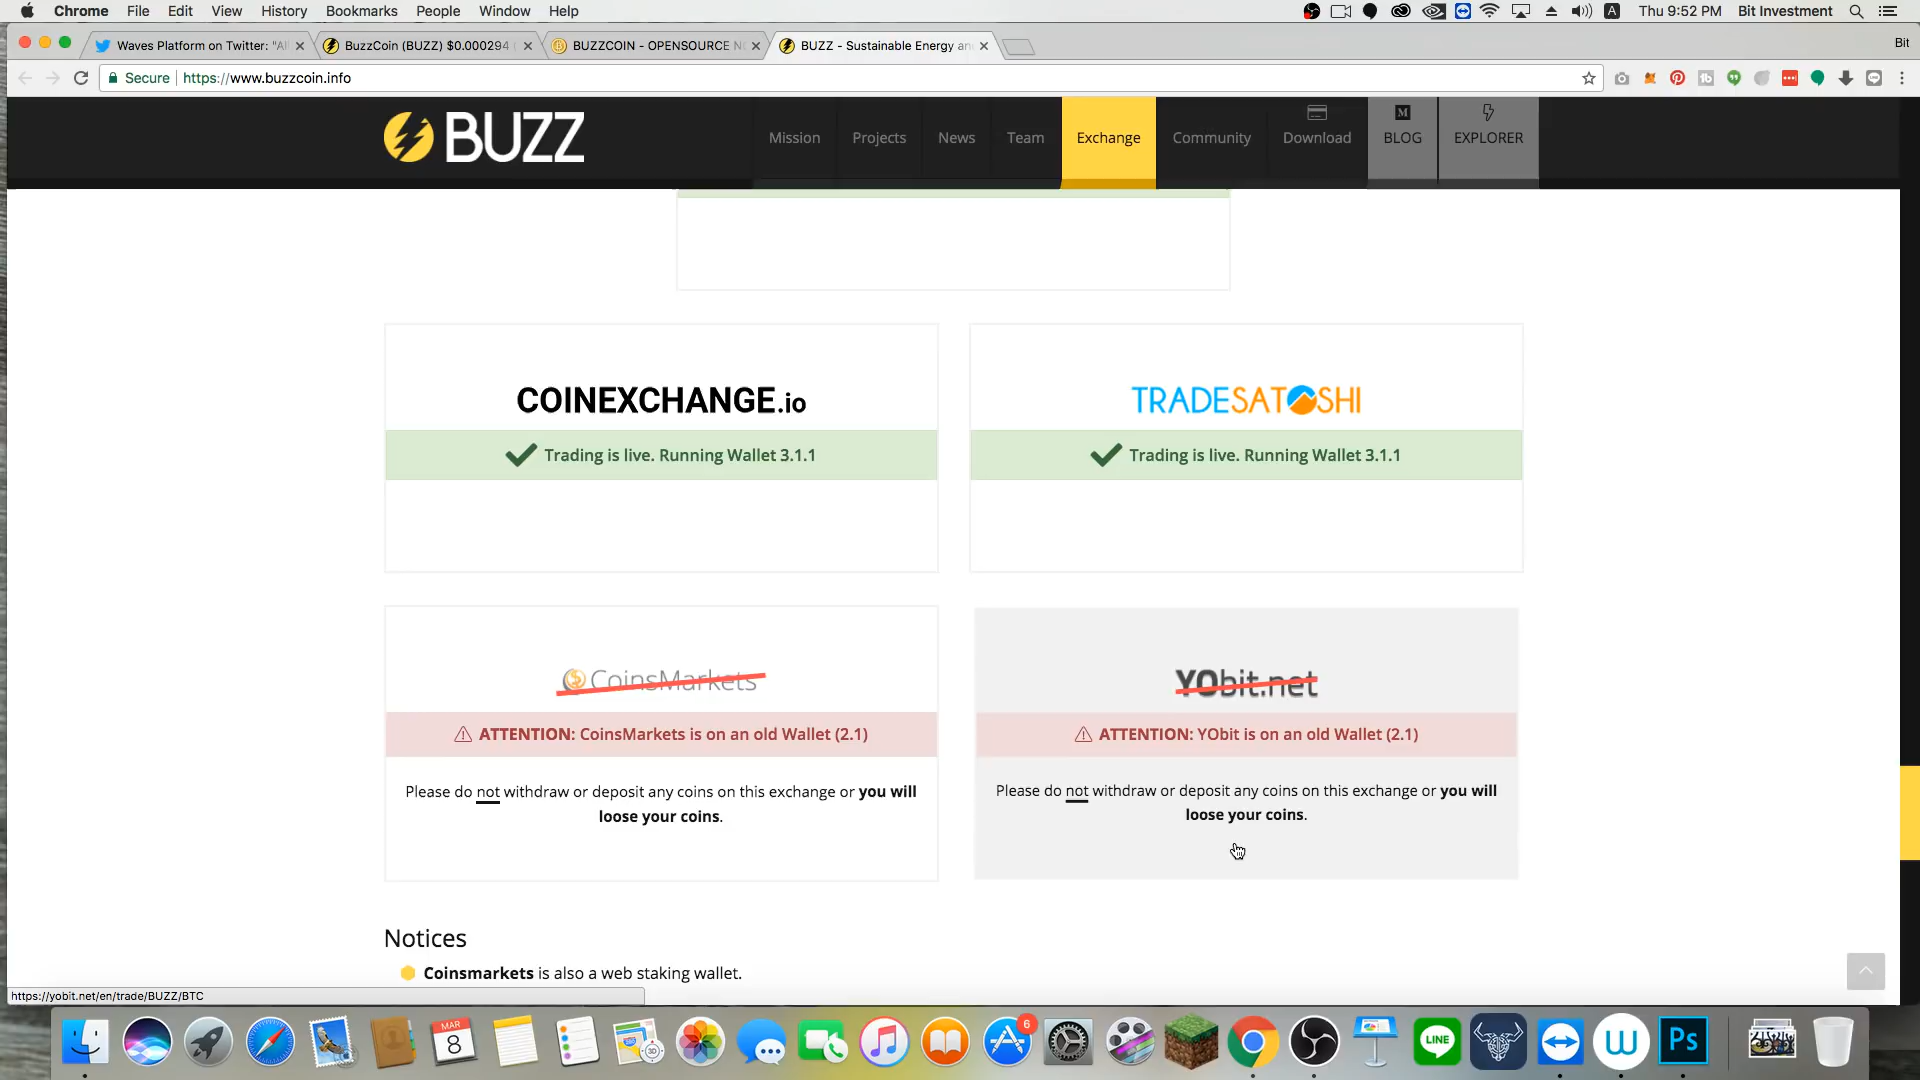 Chrome File Edit View History Bookmarks People Window Help
A Thu 9:52 PM Bit Investment
Waves Platform on Twitter: "All
BuzzCoin (BUZZ) $0.000294
BUZZCOIN - OPENSOURCE N
BUZZ - Sustainable Energy an
Bit
Secure https://www.buzzcoin.info
BUZZ
Mission Projects News Team Exchange Community Download BLOG EXPLORER
COINEXCHANGE.io
Trading is live. Running Wallet 3.1.1
TRADESATOSHI
Trading is live. Running Wallet 3.1.1
CoinsMarkets
ATTENTION: CoinsMarkets is on an old Wallet (2.1)
Please do not withdraw or deposit any coins on this exchange or you will
loose your coins.
YObit.net
ATTENTION: YObit is on an old Wallet (2.1)
Please do not withdraw or deposit any coins on this exchange or you will
loose your coins.
Notices
Coinsmarkets is also a web staking wallet.
https://yobit.net/en/trade/BUZZ/BTC
MAR
8
3D
6
LINE
W
Ps